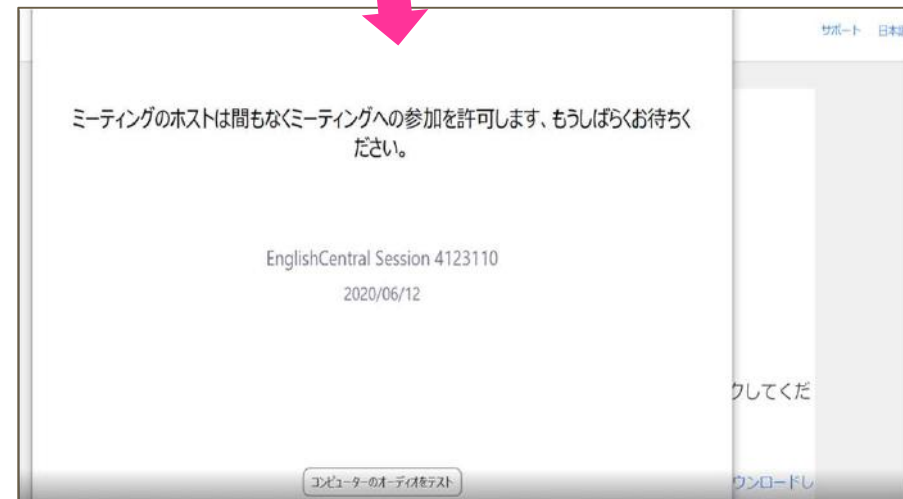 サポート 日本語
ミーティングのホストは間もなくミーティングへの参加を許可します、もうしばらくお待ちく
ださい。
EnglishCentral Session 4123110
2020/06/12
クしてくだ
コンピューターのオーディオをテスト
ウンロードし